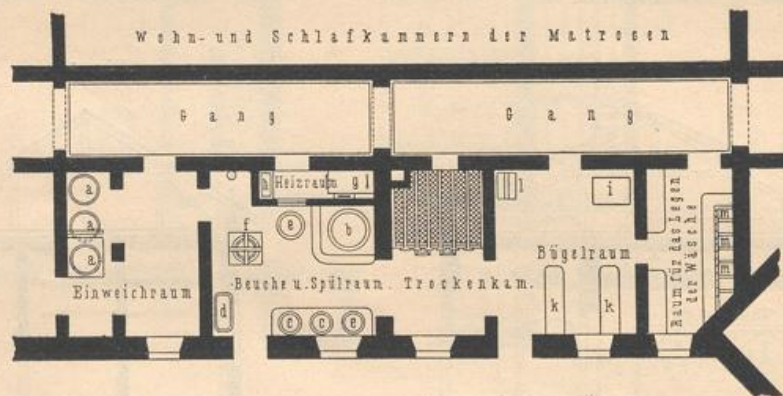 Wohn- und Schlafkammern der Matrosen
Gang
Gang
Heizraum
g
l
h
a
a
a
e
b
f
l
i
Einweichraum
Beuche u. Spülraum.
Trockenkam.
Bügelraum
Raum für das Legen
der Wäsche
m
m
m
d
c
c
e
k
k